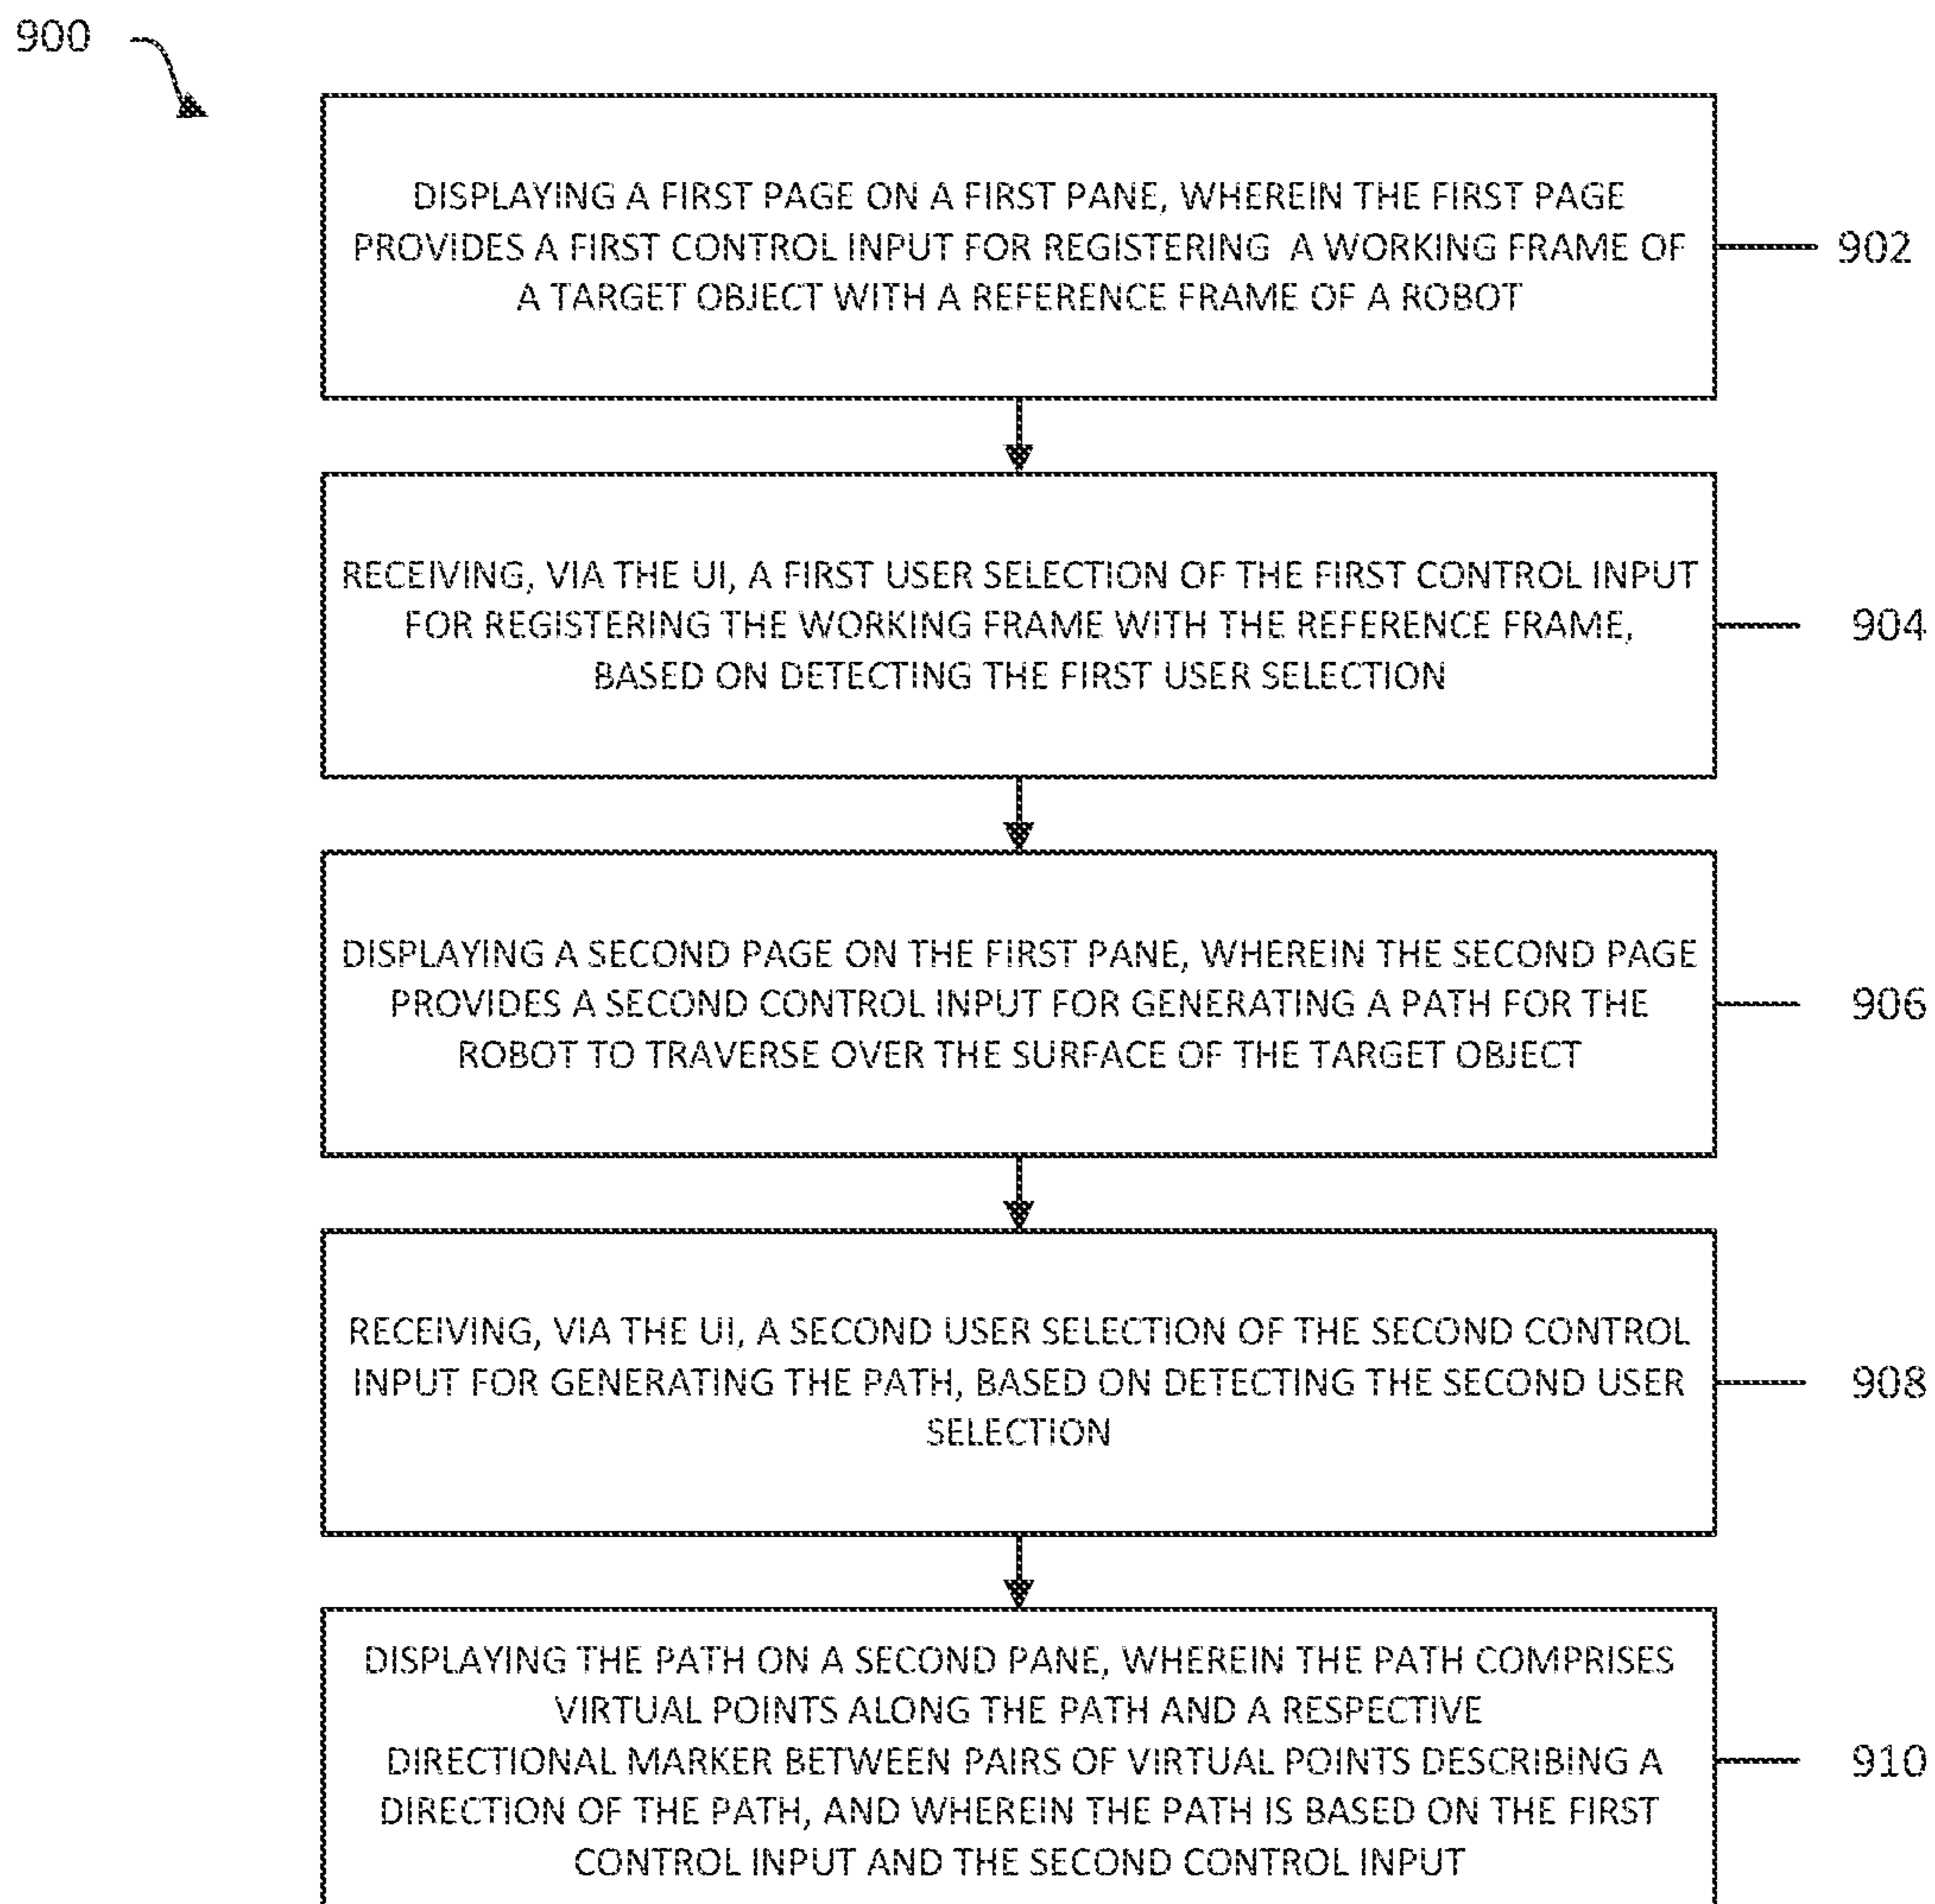 900
DISPLAYING A FIRST PAGE ON A FIRST PANE, WHEREIN THE FIRST PAGE
PROVIDES A FIRST CONTROL INPUT FOR REGISTERING A WORKING FRAME OF
A TARGET OBJECT WITH A REFERENCE FRAME OF A ROBOT
902
RECEIVING, VIA THE UI, A FIRST USER SELECTION OF THE FIRST CONTROL INPUT
FOR REGISTERING THE WORKING FRAME WITH THE REFERENCE FRAME,
BASED ON DETECTING THE FIRST USER SELECTION
904
DISPLAYING A SECOND PAGE ON THE FIRST PANE, WHEREIN THE SECOND PAGE
PROVIDES A SECOND CONTROL INPUT FOR GENERATING A PATH FOR THE
ROBOT TO TRAVERSE OVER THE SURFACE OF THE TARGET OBJECT
906
RECEIVING, VIA THE UI, A SECOND USER SELECTION OF THE SECOND CONTROL
INPUT FOR GENERATING THE PATH, BASED ON DETECTING THE SECOND USER
SELECTION
908
DISPLAYING THE PATH ON A SECOND PANE, WHEREIN THE PATH COMPRISES
VIRTUAL POINTS ALONG THE PATH AND A RESPECTIVE
DIRECTIONAL MARKER BETWEEN PAIRS OF VIRTUAL POINTS DESCRIBING A
DIRECTION OF THE PATH, AND WHEREIN THE PATH IS BASED ON THE FIRST
CONTROL INPUT AND THE SECOND CONTROL INPUT
910